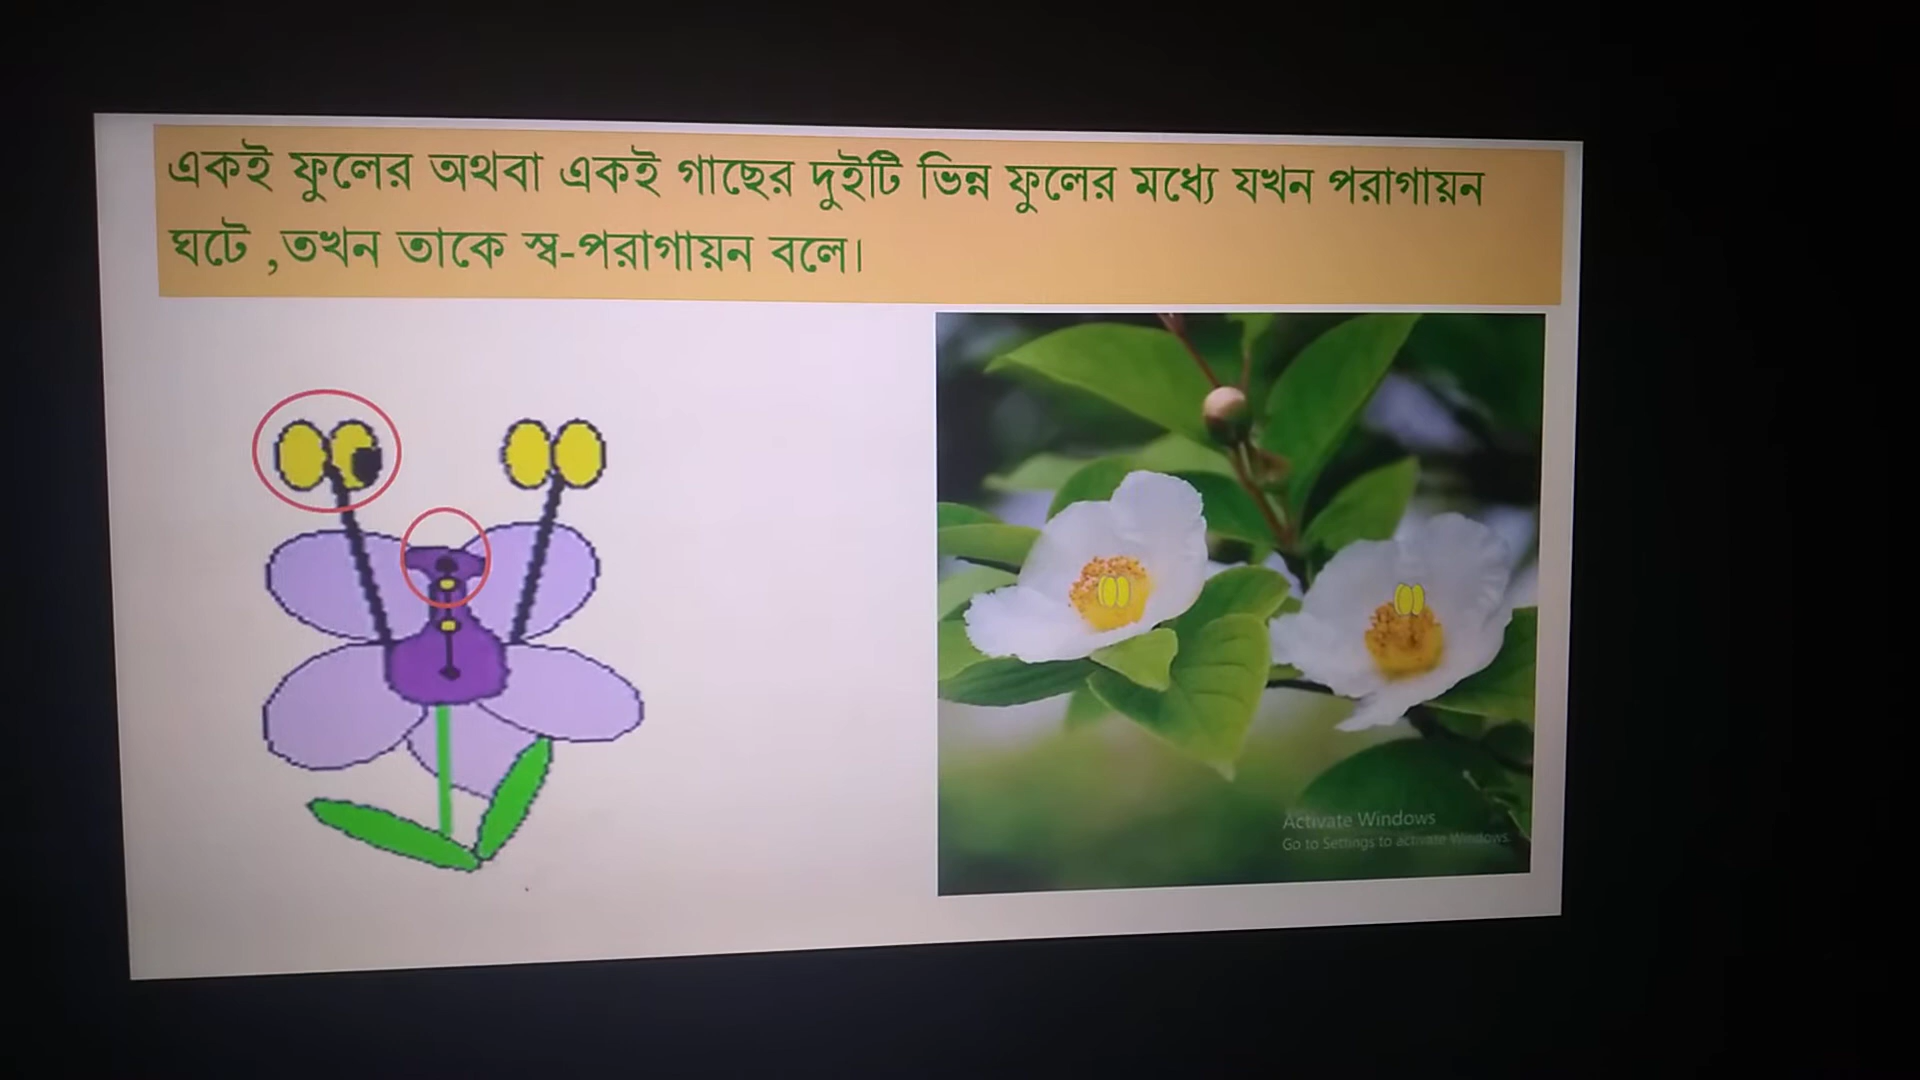 একই ফুলের অথবা একই গাছের দুইটি ভিন্ন ফুলের মধ্যে যখন পরাগায়ন
ঘটে ,তখন তাকে স্ব-পরাগায়ন বলে।
Activate Windows
Go to Settings to activate Windows.